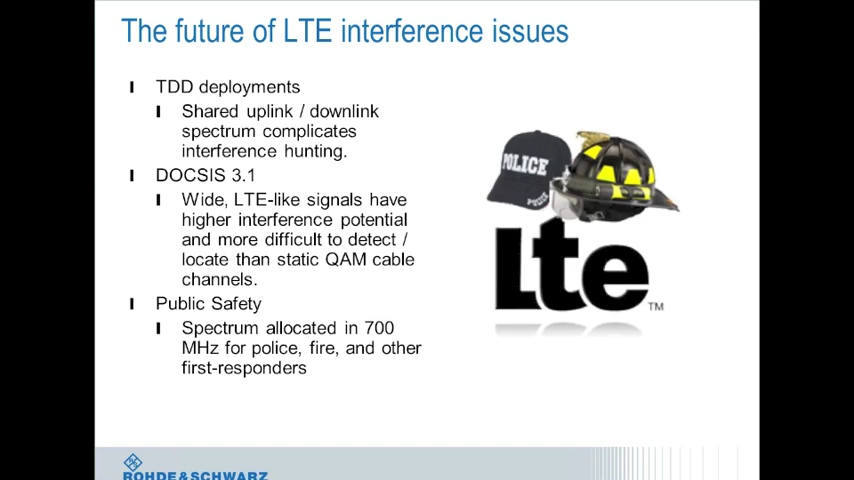 The future of LTE interference issues
TDD deployments
Shared uplink / downlink
spectrum complicates
interference hunting.
DOCSIS 3.1
Wide, LTE-like signals have
higher interference potential
and more difficult to detect /
locate than static QAM cable
channels.
Public Safety
Spectrum allocated in 700
MHz for police, fire, and other
first-responders
POLICE
POLICE
Lte
TM
ROHDE&SCHWARZ